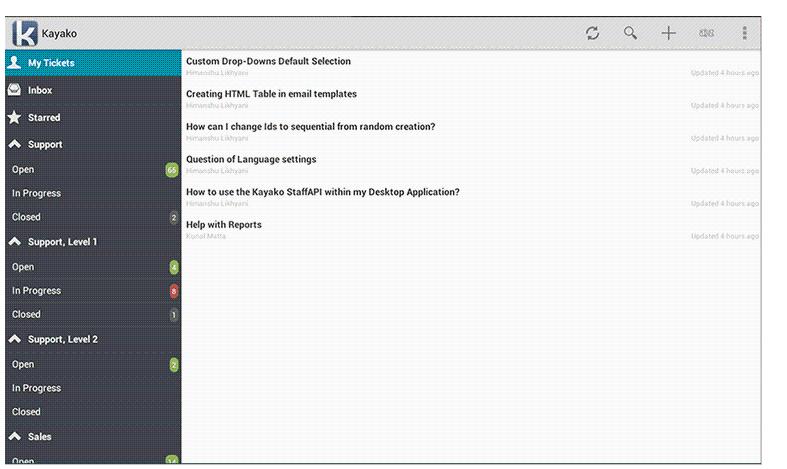 Kayako
My Tickets
Inbox
Starred
Support
Open 65
In Progress
Closed 2
Support, Level 1
Open 4
In Progress 8
Closed 1
Support, Level 2
Open 2
In Progress
Closed
Sales
Open 14
Custom Drop-Downs Default Selection
Himanshu Likhyani Updated 4 hours ago
Creating HTML Table in email templates
Himanshu Likhyani Updated 4 hours ago
How can I change Ids to sequential from random creation?
Himanshu Likhyani Updated 4 hours ago
Question of Language settings
Himanshu Likhyani Updated 4 hours ago
How to use the Kayako StaffAPI within my Desktop Application?
Himanshu Likhyani Updated 4 hours ago
Help with Reports
Kunal Matta Updated 4 hours ago